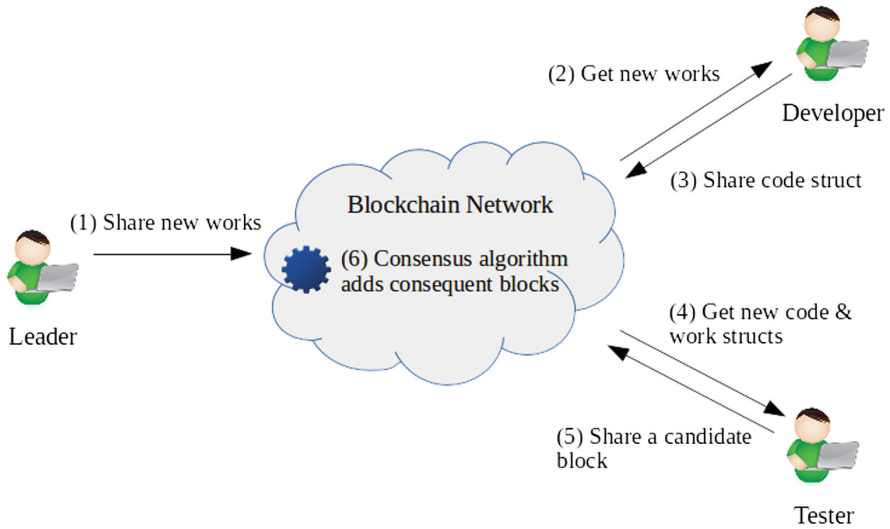 (1) Share new works
Leader
Blockchain Network
(6) Consensus algorithm
adds consequent blocks
(2) Get new works
Developer
(3) Share code struct
(4) Get new code &
work structs
(5) Share a candidate
block
Tester